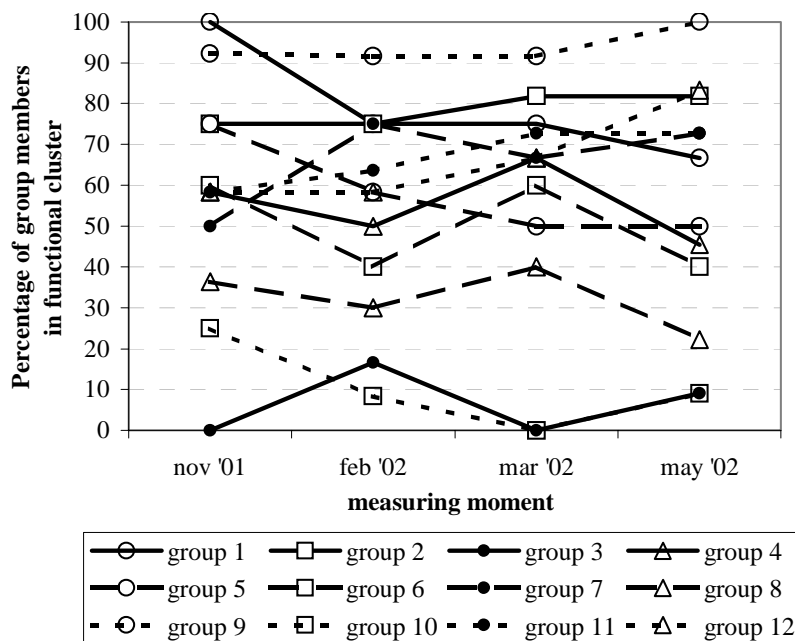 Percentage of group members
in functional cluster
100
90
80
70
60
50
40
30
20
10
0
nov '01 feb '02 mar '02 may '02
measuring moment
group 1 group 2 group 3 group 4
group 5 group 6 group 7 group 8
group 9 group 10 group 11 group 12